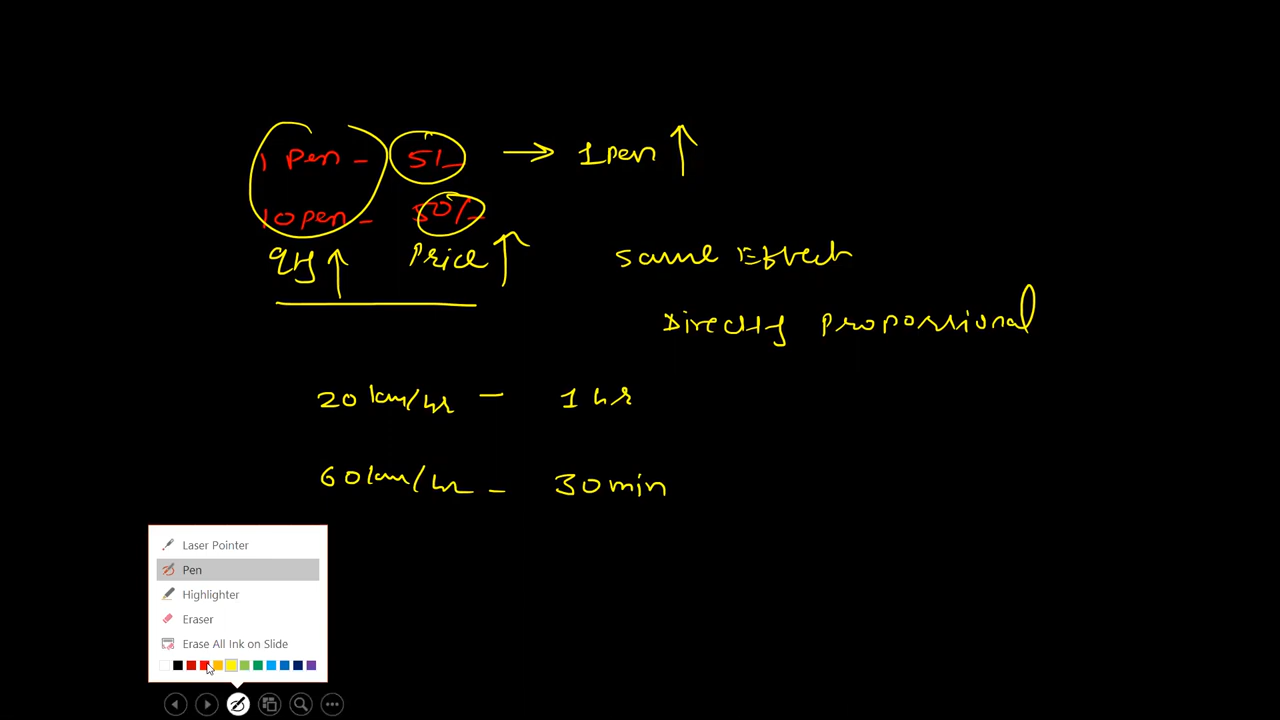 1 pen - 5/- → 1 pen ↑
10 pen - 50/-
qty ↑ Price ↑
Same Effect
Directly proportional
20 km/hr - 1 hr
60 km/hr - 30 min
Laser Pointer
Pen
Highlighter
Eraser
Erase All Ink on Slide